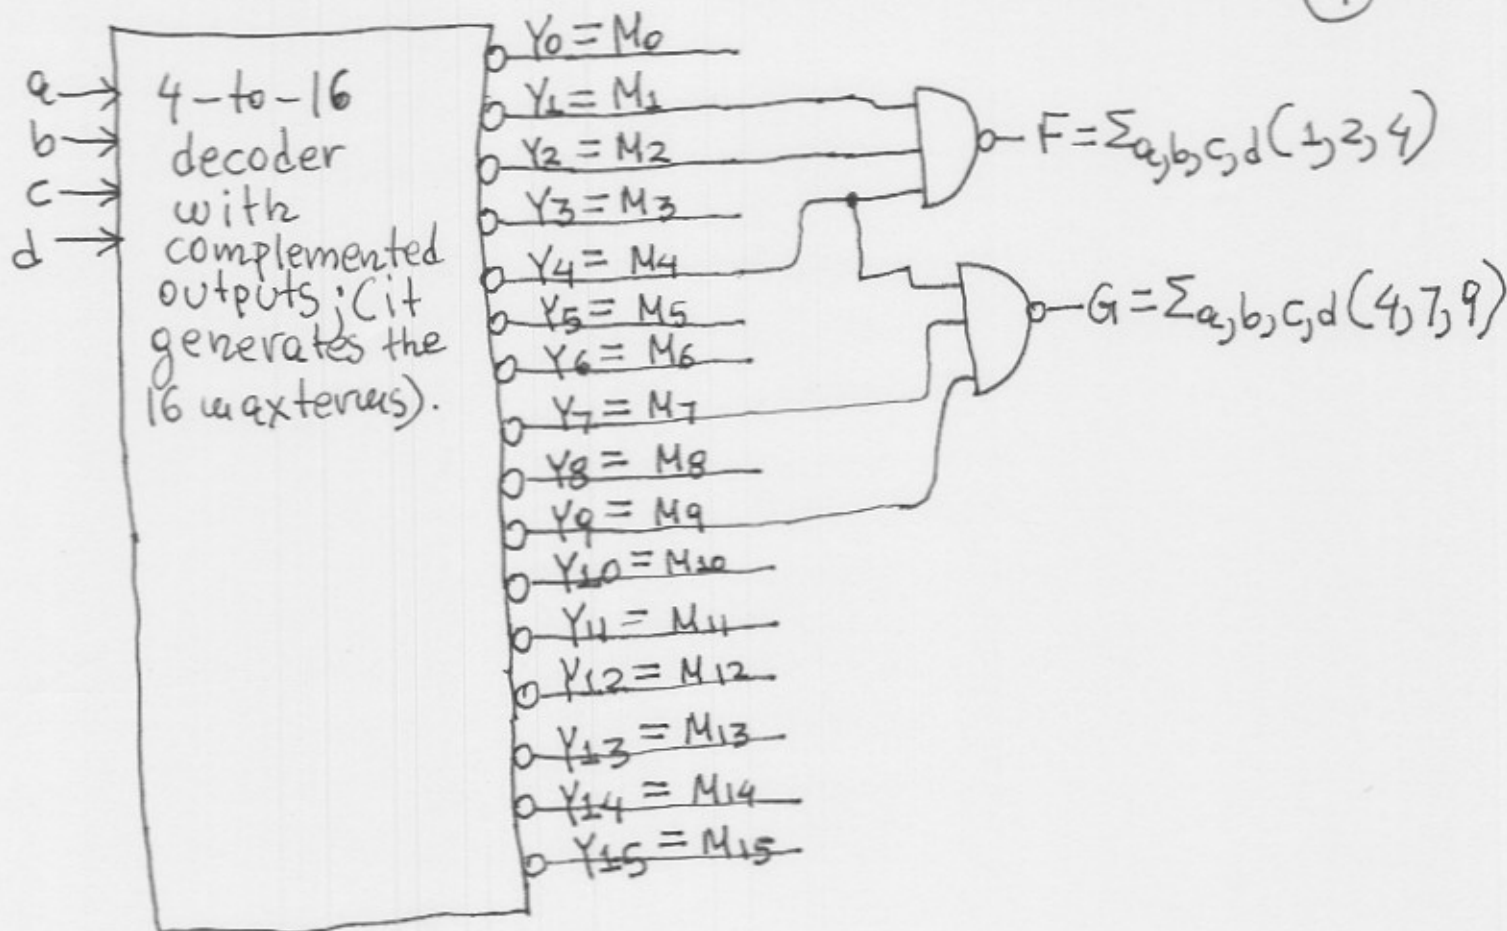 a
b
c
d
4-to-16
decoder
with
complemented
outputs; (it
generates the
16 maxterms).
Y0 = M0
Y1 = M1
Y2 = M2
Y3 = M3
Y4 = M4
Y5 = M5
Y6 = M6
Y7 = M7
Y8 = M8
Y9 = M9
Y10 = M10
Y11 = M11
Y12 = M12
Y13 = M13
Y14 = M14
Y15 = M15
F = Σa,b,c,d(1,2,4)
G = Σa,b,c,d(4,7,9)